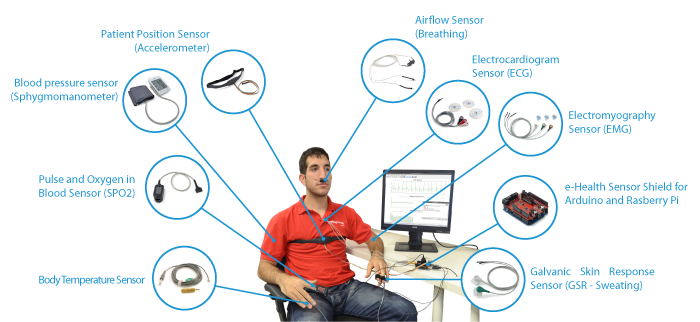 Patient Position Sensor
(Accelerometer)
Airflow Sensor
(Breathing)
Electrocardiogram
Sensor (ECG)
Blood pressure sensor
(Sphygmomanometer)
Electromyography
Sensor (EMG)
Pulse and Oxygen in
Blood Sensor (SPO2)
e-Health Sensor Shield for
Arduino and Rasberry Pi
Body Temperature Sensor
Galvanic Skin Response
Sensor (GSR - Sweating)